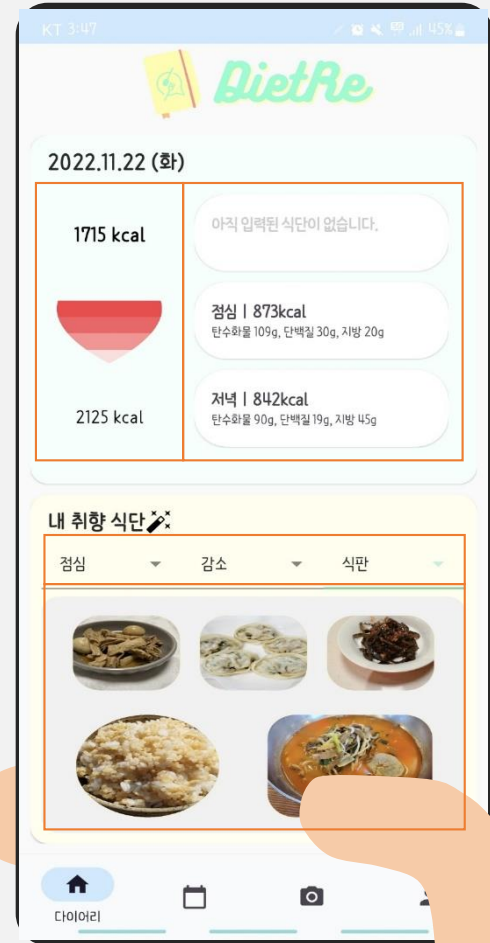 KT 3:47
45%
DietRe
2022.11.22 (화)
1715 kcal
아직 입력된 식단이 없습니다.
점심 | 873kcal
탄수화물 109g, 단백질 30g, 지방 20g
2125 kcal
저녁 | 842kcal
탄수화물 90g, 단백질 19g, 지방 45g
내 취향 식단
점심
감소
식판
다이어리